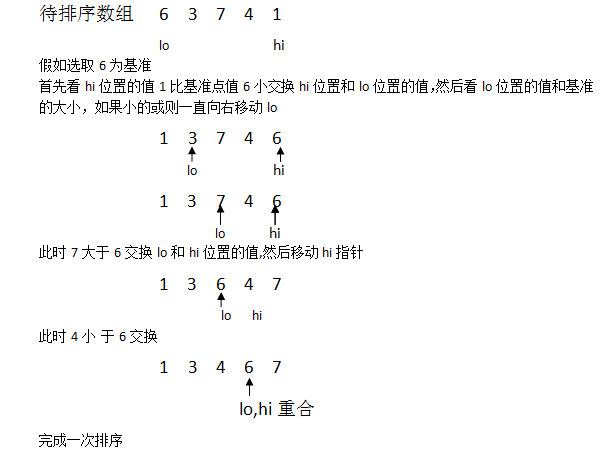 待排序数组 6 3 7 4 1
lo hi
假如选取 6 为基准
首先看 hi 位置的值 1 比基准点值 6 小交换 hi 位置和 lo 位置的值,然后看 lo 位置的值和基准
的大小，如果小的或则一直向右移动 lo
1 3 7 4 6
lo hi
1 3 7 4 6
lo hi
此时 7 大于 6 交换 lo 和 hi 位置的值,然后移动 hi 指针
1 3 6 4 7
lo hi
此时 4 小 于 6 交换
1 3 4 6 7
lo,hi 重合
完成一次排序